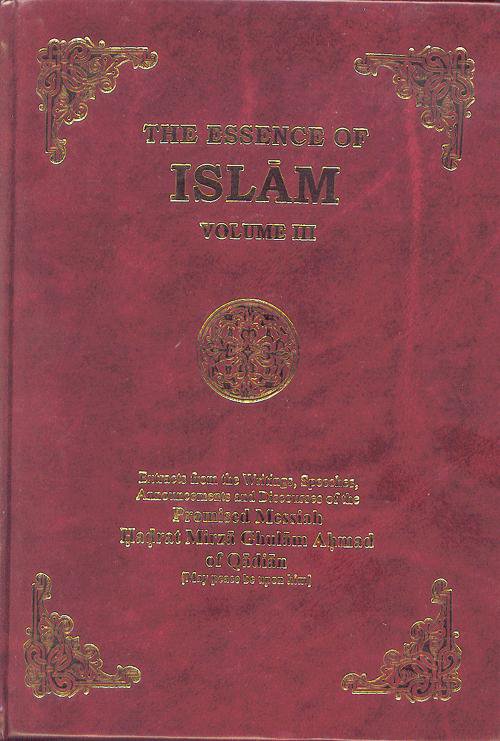 THE ESSENCE OF
ISLĀM
VOLUME III
Extracts from the Writings, Speeches,
Announcements and Discourses of the
Promised Messiah
Ḥaḍrat Mirzā Ghulām Aḥmad
of Qādiān
[May peace be upon him]